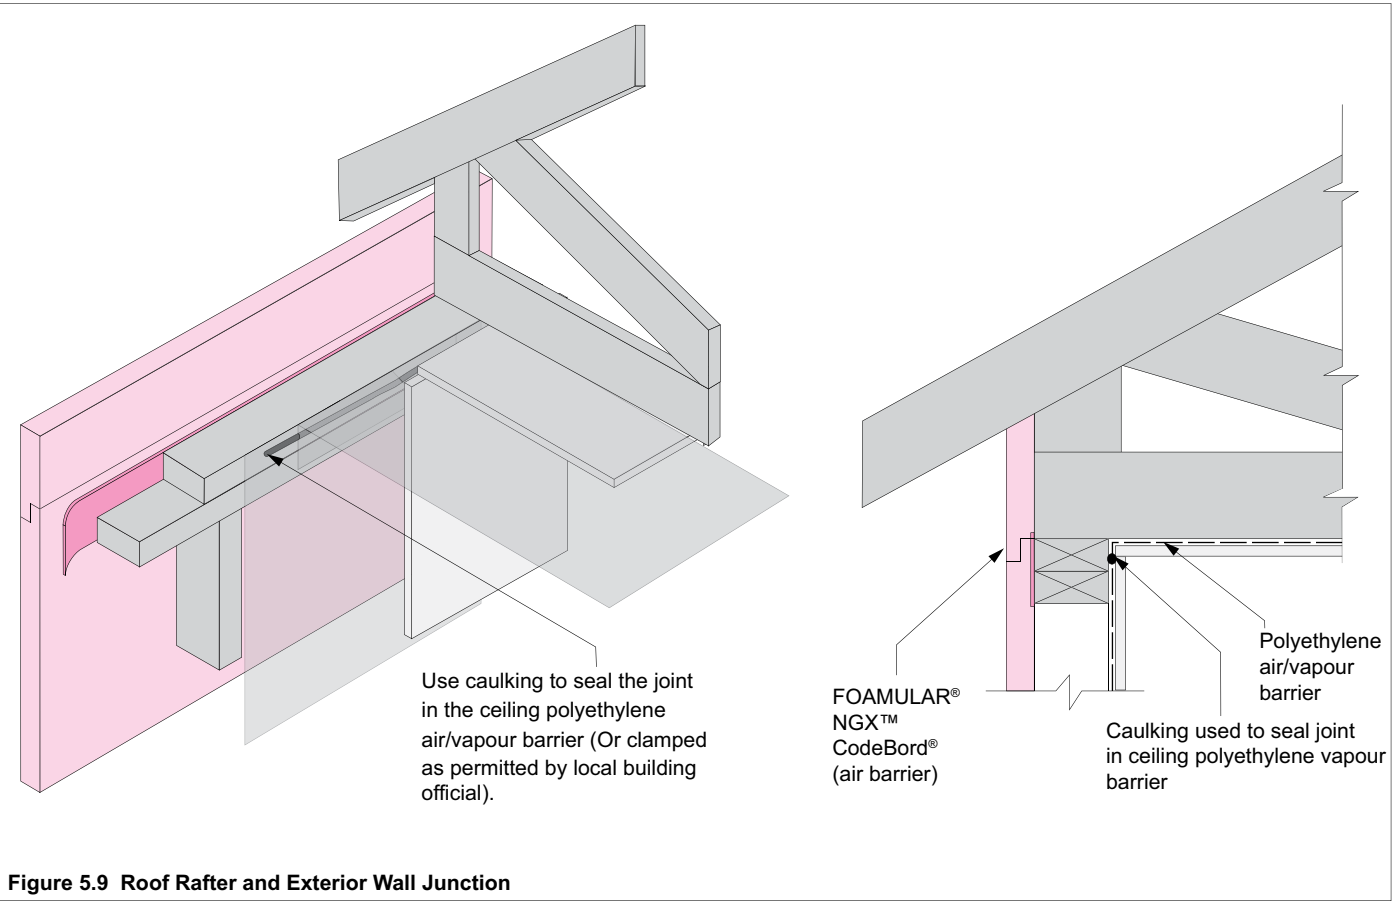 Use caulking to seal the joint
in the ceiling polyethylene
air/vapour barrier (Or clamped
as permitted by local building
official).
FOAMULAR®
NGX™
CodeBord®
(air barrier)
Polyethylene
air/vapour
barrier
Caulking used to seal joint
in ceiling polyethylene vapour
barrier
Figure 5.9 Roof Rafter and Exterior Wall Junction